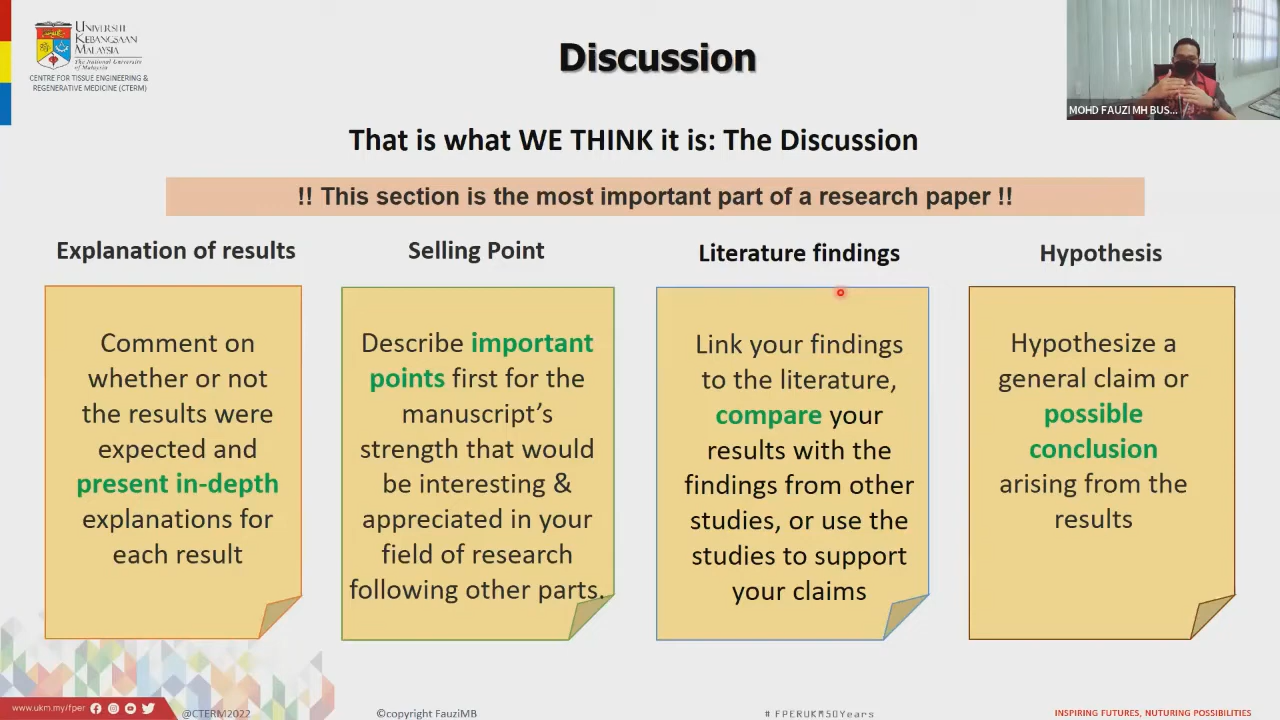 UNIVERSITI
KEBANGSAAN
MALAYSIA
The National University
of Malaysia
CENTRE FOR TISSUE ENGINEERING &
REGENERATIVE MEDICINE (CTERM)
Discussion
MOHD FAUZI MH BUS...
That is what WE THINK it is: The Discussion
!! This section is the most important part of a research paper !!
Explanation of results
Comment on
whether or not
the results were
expected and
present in-depth
explanations for
each result
Selling Point
Describe important
points first for the
manuscript’s
strength that would
be interesting &
appreciated in your
field of research
following other parts.
Literature findings
Link your findings
to the literature,
compare your
results with the
findings from other
studies, or use the
studies to support
your claims
Hypothesis
Hypothesize a
general claim or
possible
conclusion
arising from the
results
www.ukm.my/fper
@CTERM2022
©copyright FauziMB
#FPERUKM50Years
INSPIRING FUTURES, NUTURING POSSIBILITIES